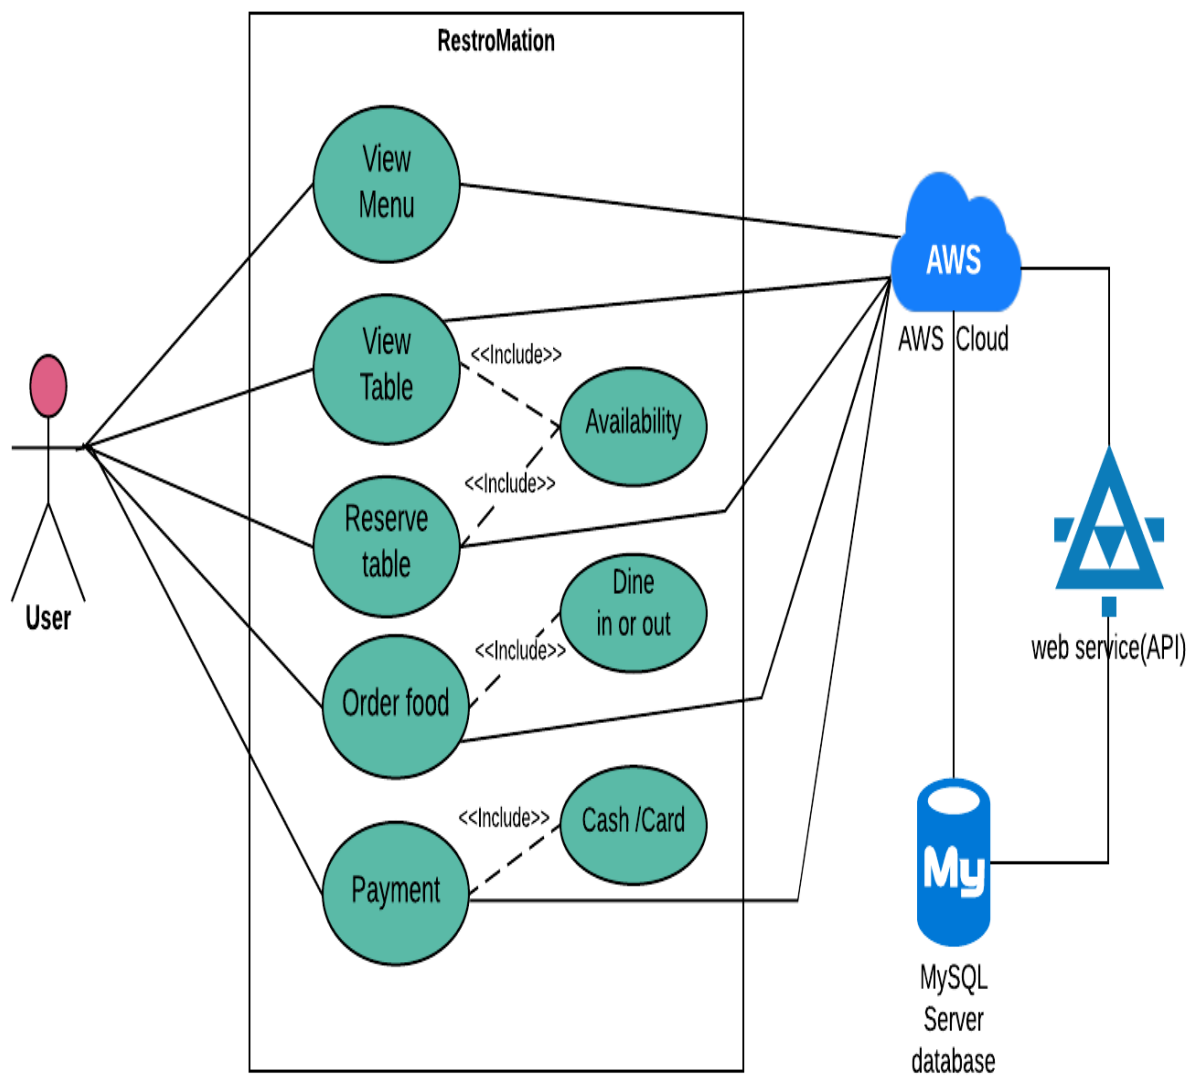 RestroMation
View
Menu
AWS
AWS Cloud
View
Table
<<Include>>
Availability
<<Include>>
Reserve
table
Dine
in or out
<<Include>>
User
web service(API)
Order food
Cash /Card
<<Include>>
Payment
My
MySQL
Server
database